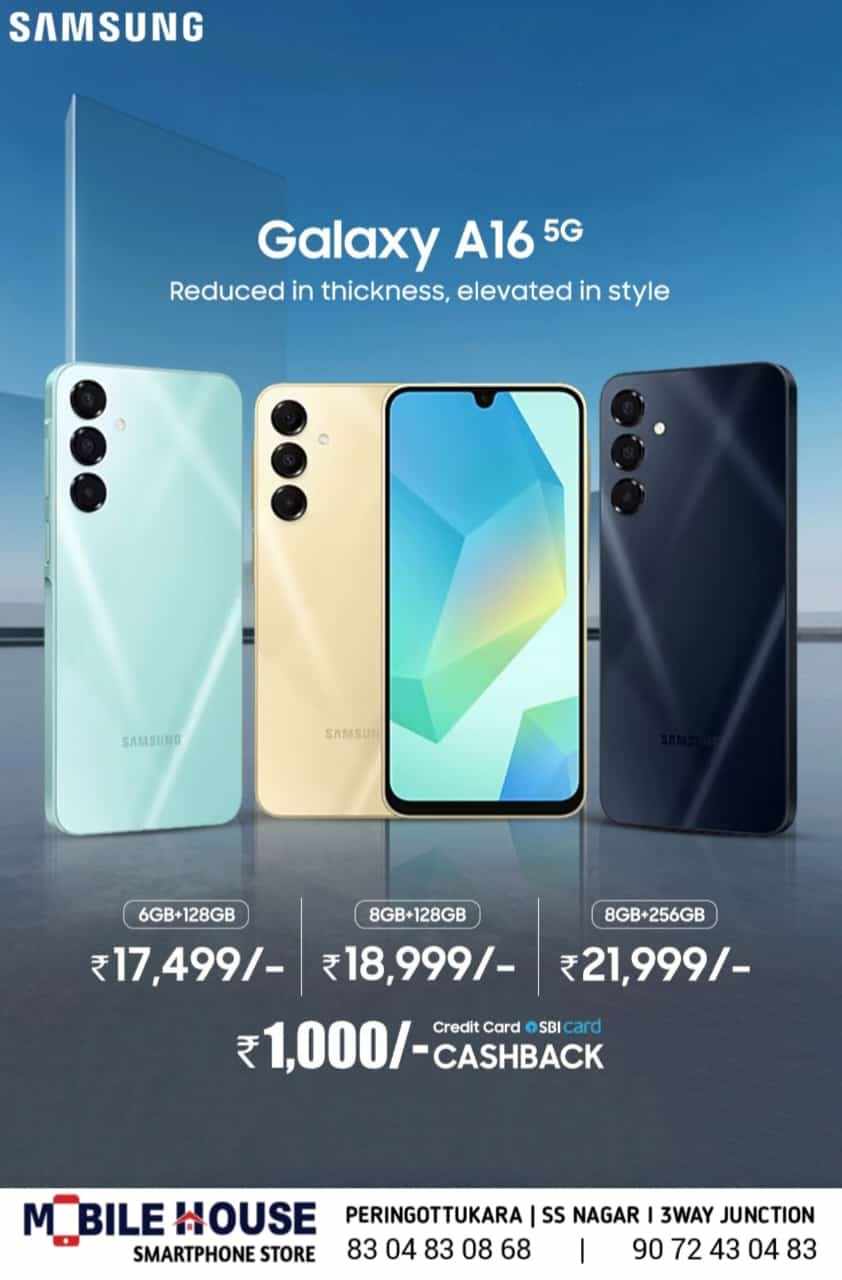 SAMSUNG
Galaxy A16 5G
Reduced in thickness, elevated in style
SAMSUNG
SAMSUN
SAMSUNG
6GB+128GB
8GB+128GB
8GB+256GB
₹17,499/-
₹18,999/-
₹21,999/-
₹1,000/- Credit Card SBI card
CASHBACK
MOBILE HOUSE
SMARTPHONE STORE
PERINGOTTUKARA | SS NAGAR I 3WAY JUNCTION
83 04 83 08 68 | 90 72 43 04 83